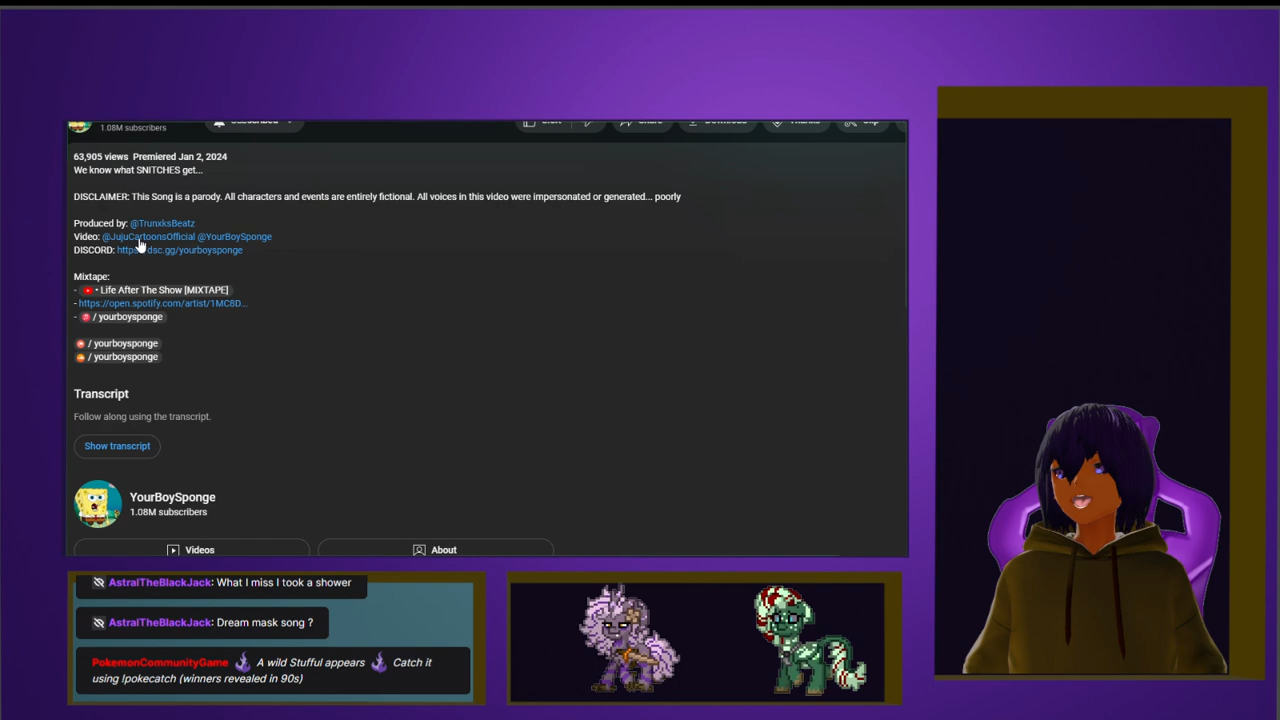 1.08M subscribers
Subscribed
Share
Download
Thanks
Clip
63,905 views Premiered Jan 2, 2024
We know what SNITCHES get...
DISCLAIMER: This Song is a parody. All characters and events are entirely fictional. All voices in this video were impersonated or generated... poorly
Produced by: @TrunxksBeatz
Video: @JujuCartoonsOfficial @YourBoySponge
DISCORD: https://dsc.gg/yourboysponge
Mixtape:
- • Life After The Show [MIXTAPE]
- https://open.spotify.com/artist/1MC8D...
- / yourboysponge
/ yourboysponge
/ yourboysponge
Transcript
Follow along using the transcript.
Show transcript
YourBoySponge
1.08M subscribers
Videos
About
AstralTheBlackJack: What I miss I took a shower
AstralTheBlackJack: Dream mask song ?
PokemonCommunityGame A wild Stufful appears Catch it
using !pokecatch (winners revealed in 90s)